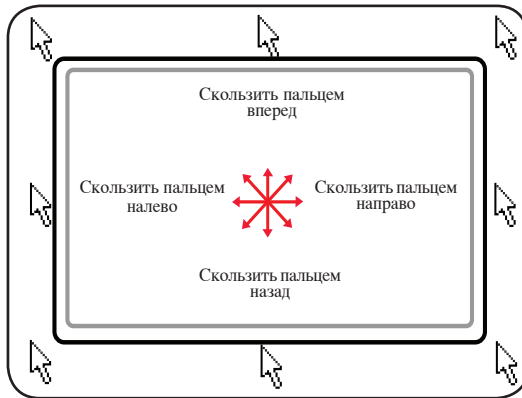 Скользить пальцем
вперед
Скользить пальцем
налево
Скользить пальцем
направо
Скользить пальцем
назад